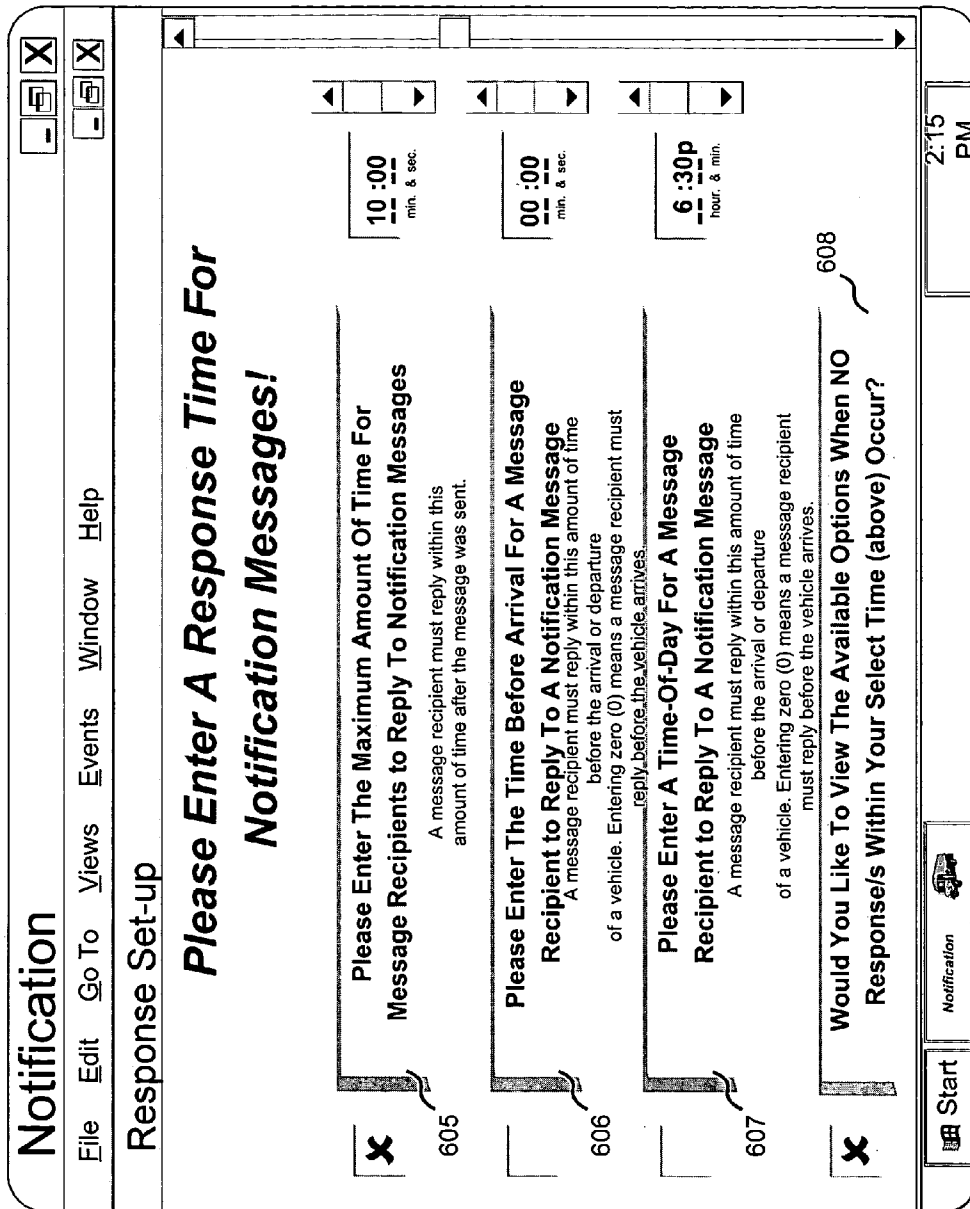 Notification
File Edit Go To Views Events Window Help
Response Set-up
Please Enter A Response Time For
Notification Messages!
Please Enter The Maximum Amount Of Time For
Message Recipients to Reply To Notification Messages
A message recipient must reply within this
amount of time after the message was sent.
10 :00
min. & sec.
605
Please Enter The Time Before Arrival For A Message
Recipient to Reply To A Notification Message
A message recipient must reply within this amount of time
before the arrival or departure
of a vehicle. Entering zero (0) means a message recipient must
reply before the vehicle arrives.
00 :00
min. & sec.
606
Please Enter A Time-Of-Day For A Message
Recipient to Reply To A Notification Message
A message recipient must reply within this amount of time
before the arrival or departure
of a vehicle. Entering zero (0) means a message recipient
must reply before the vehicle arrives.
6 :30p
hour. & min.
607
Would You Like To View The Available Options When NO
Response/s Within Your Select Time (above) Occur?
608
Start
Notification
2:15
PM